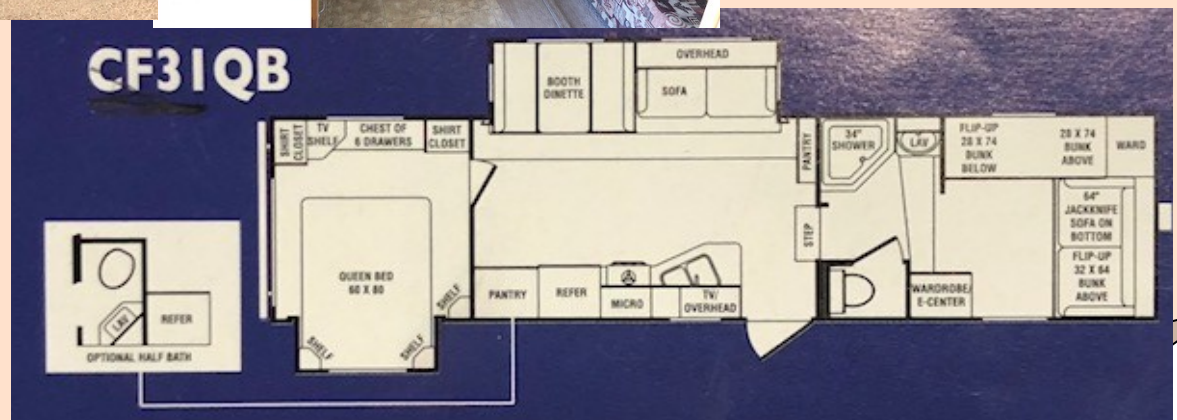 CF31QB
BOOTH
DINETTE
OVERHEAD
SOFA
SHIRT
CLOSET
TV
SHELF
CHEST OF
6 DRAWERS
SHIRT
CLOSET
PANTRY
34"
SHOWER
LAV
FLIP-UP
28 X 74
BUNK
BELOW
28 X 74
BUNK
ABOVE
WARD
64"
JACKKNIFE
SOFA ON
BOTTOM
FLIP-UP
32 X 64
BUNK
ABOVE
STEP
QUEEN BED
60 X 80
SHELF
SHELF
SHELF
PANTRY
REFER
MICRO
TV/
OVERHEAD
WARDROBE/
E-CENTER
LAV
REFER
OPTIONAL HALF BATH